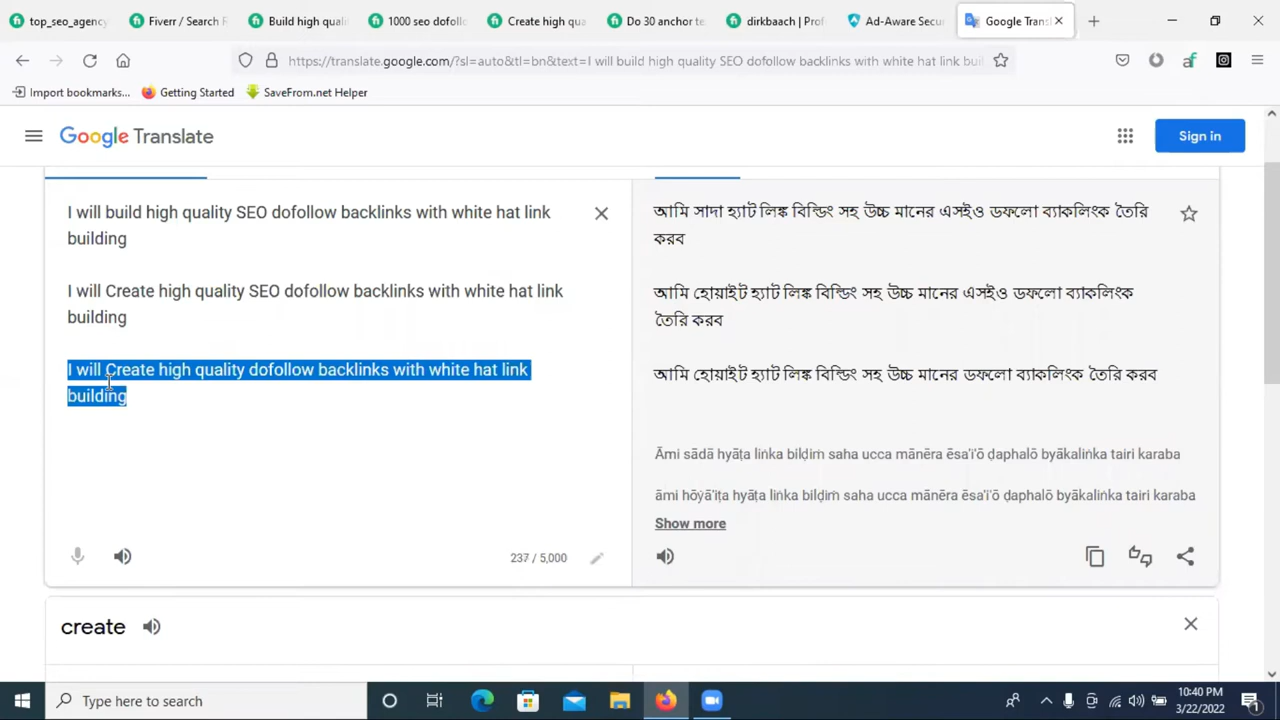 top_seo_agency
Fiverr / Search R
Build high quali
1000 seo dofollo
Create high qua
Do 30 anchor te
dirkbaach | Prof
Ad-Aware Secu
Google Transl
https://translate.google.com/?sl=auto&tl=bn&text=I will build high quality SEO dofollow backlinks with white hat link buil
Import bookmarks...
Getting Started
SaveFrom.net Helper
Google Translate
Sign in
I will build high quality SEO dofollow backlinks with white hat link
building
I will Create high quality SEO dofollow backlinks with white hat link
building
I will Create high quality dofollow backlinks with white hat link
building
237 / 5,000
আমি সাদা হ্যাট লিঙ্ক বিল্ডিং সহ উচ্চ মানের এসইও ডফলো ব্যাকলিংক তৈরি
করব
আমি হোয়াইট হ্যাট লিঙ্ক বিল্ডিং সহ উচ্চ মানের এসইও ডফলো ব্যাকলিংক
তৈরি করব
আমি হোয়াইট হ্যাট লিঙ্ক বিল্ডিং সহ উচ্চ মানের ডফলো ব্যাকলিংক তৈরি করব
Āmi sādā hyāṭa liṅka bilḍiṁ saha ucca mānēra ēsa'i'ō ḍaphalō byākaliṅka tairi karaba
āmi hōẏā'iṭa hyāṭa liṅka bilḍiṁ saha ucca mānēra ēsa'i'ō ḍaphalō byākaliṅka tairi karaba
Show more
create
Type here to search
10:40 PM
3/22/2022
1